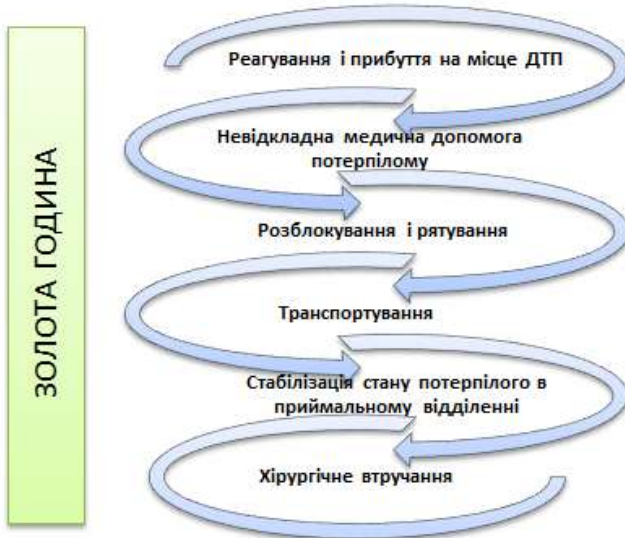 ЗОЛОТА ГОДИНА
Реагування і прибуття на місце ДТП
Невідкладна медична допомога
потерпілому
Розблокування і рятування
Транспортування
Стабілізація стану потерпілого в
приймальному відділенні
Хірургічне втручання